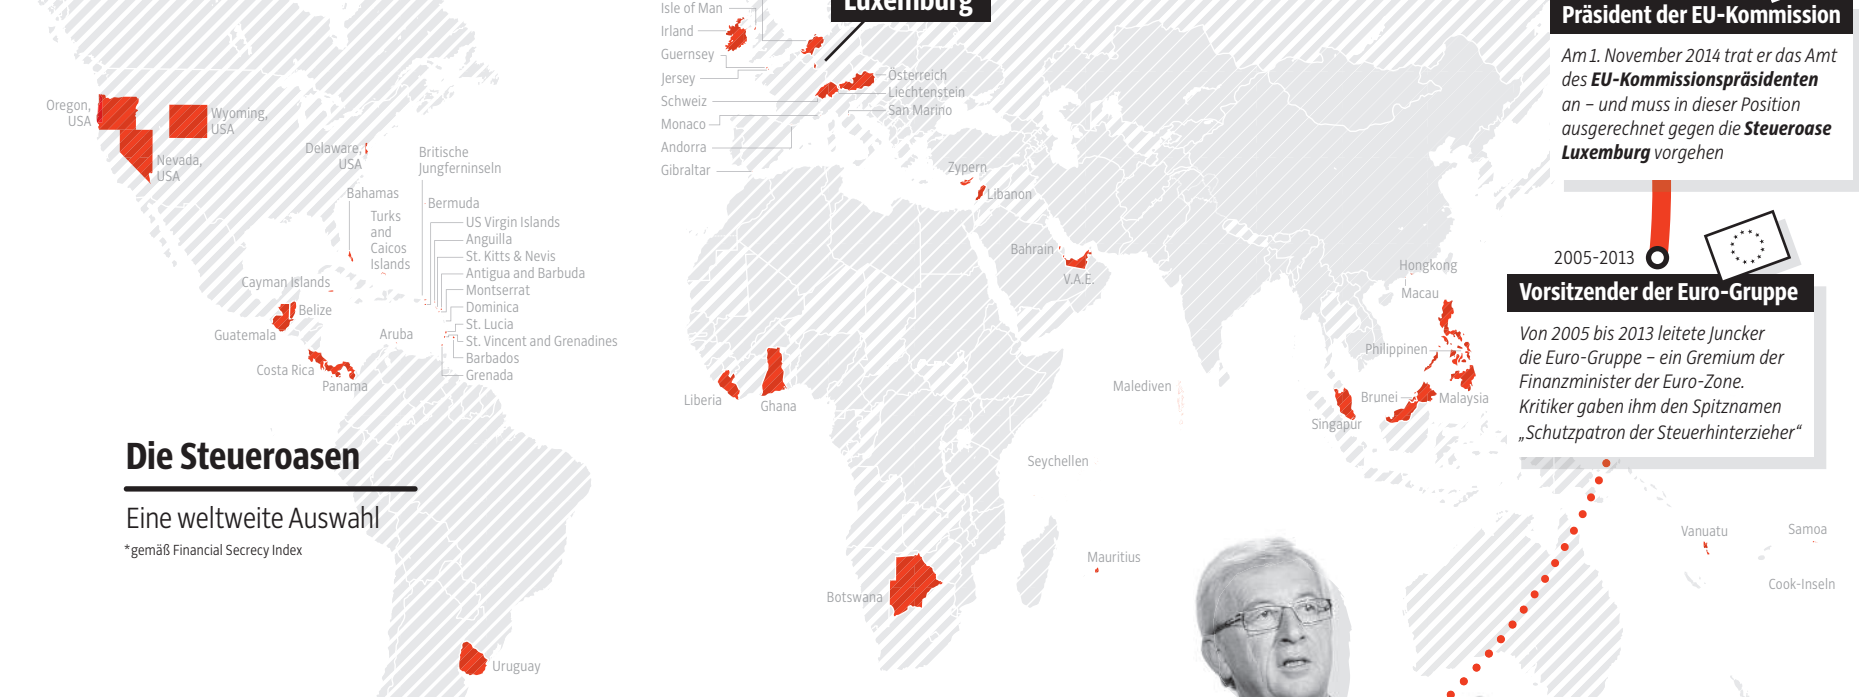 Isle of Man
Irland
Guernsey
Jersey
Schweiz
Monaco
Andorra
Gibraltar
Luxemburg
Österreich
Liechtenstein
San Marino
Oregon,
USA
Wyoming,
USA
Nevada,
USA
Delaware,
USA
Britische
Jungferninseln
Bahamas
Turks
and
Caicos
Islands
Bermuda
US Virgin Islands
Anguilla
St. Kitts & Nevis
Antigua and Barbuda
Montserrat
Dominica
St. Lucia
St. Vincent and Grenadines
Barbados
Grenada
Cayman Islands
Belize
Guatemala
Aruba
Costa Rica
Panama
Zypern
Libanon
Bahrain
V.A.E.
Liberia
Ghana
Malediven
Seychellen
Mauritius
Botswana
Uruguay
Hongkong
Macau
Philippinen
Brunei
Malaysia
Singapur
Vanuatu
Samoa
Cook-Inseln
Die Steueroasen
Eine weltweite Auswahl
*gemäß Financial Secrecy Index
Präsident der EU-Kommission
Am 1. November 2014 trat er das Amt
des EU-Kommissionspräsidenten
an – und muss in dieser Position
ausgerechnet gegen die Steueroase
Luxemburg vorgehen
2005-2013
Vorsitzender der Euro-Gruppe
Von 2005 bis 2013 leitete Juncker
die Euro-Gruppe – ein Gremium der
Finanzminister der Euro-Zone.
Kritiker gaben ihm den Spitznamen
„Schutzpatron der Steuerhinterzieher“